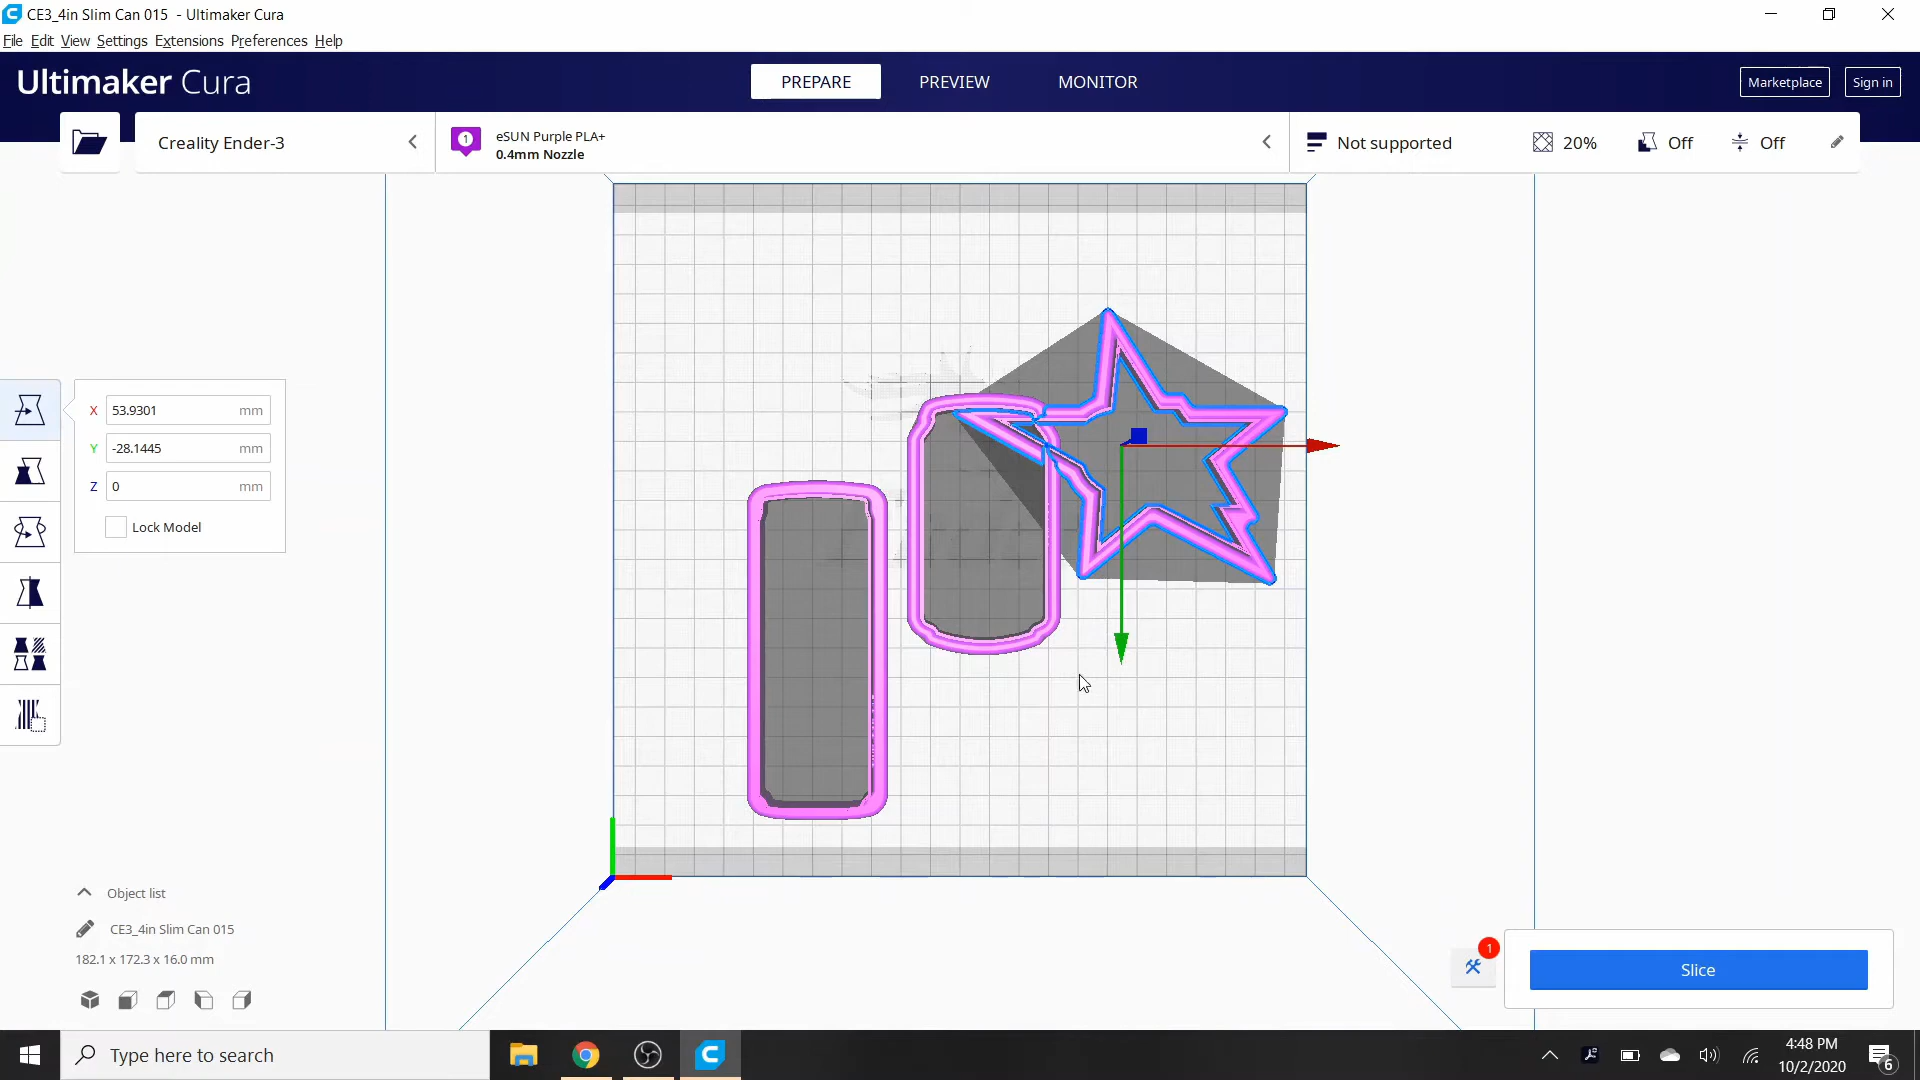 CE3_4in Slim Can 015 - Ultimaker Cura
File Edit View Settings Extensions Preferences Help
Ultimaker Cura
PREPARE
PREVIEW
MONITOR
Marketplace
Sign in
Creality Ender-3
1
eSUN Purple PLA+
0.4mm Nozzle
Not supported
20%
Off
Off
X 53.9301 mm
Y -28.1445 mm
Z 0 mm
Lock Model
Object list
CE3_4in Slim Can 015
182.1 x 172.3 x 16.0 mm
1
Slice
Type here to search
4:48 PM
10/2/2020
6